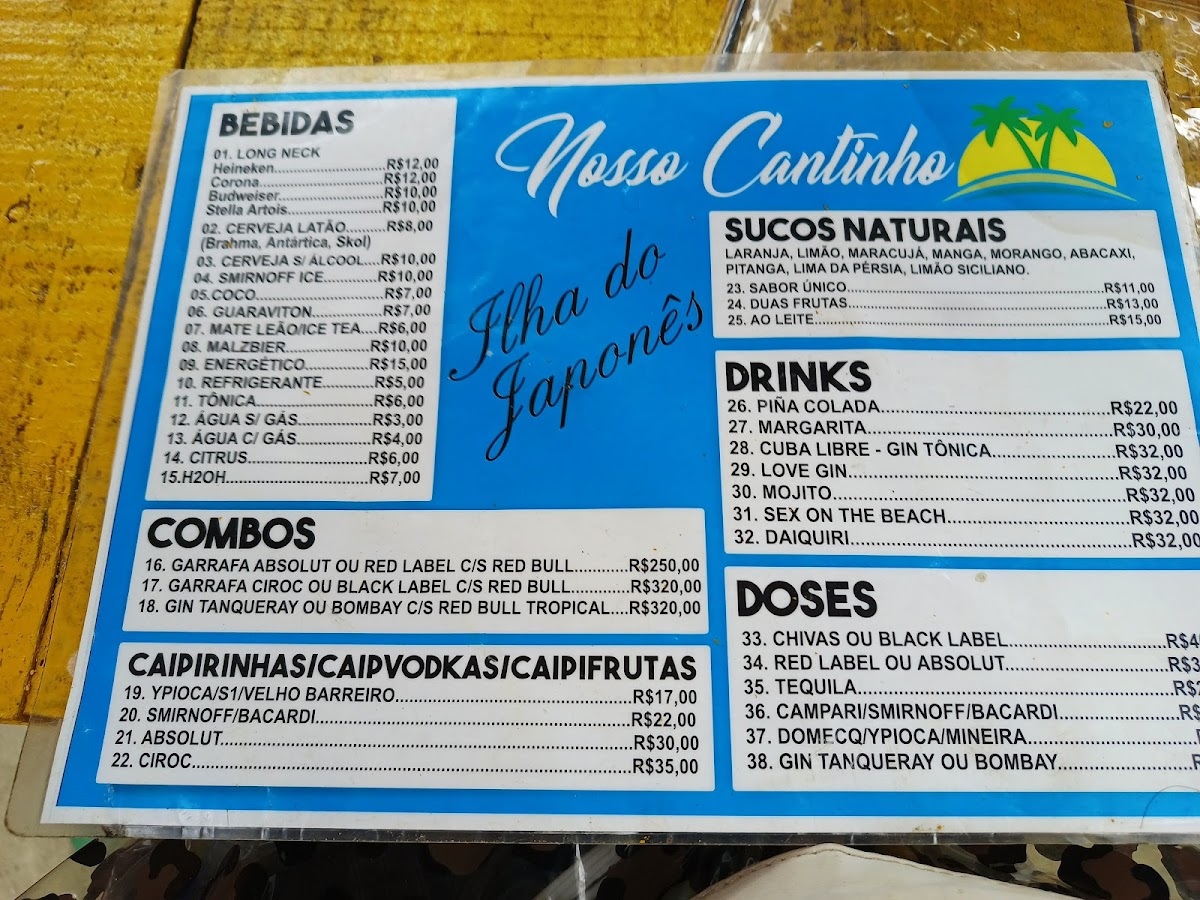 BEBIDAS
01. LONG NECK
Heineken..........................R$12,00
Corona..............................R$12,00
Budweiser.........................R$10,00
Stella Artois......................R$10,00
02. CERVEJA LATÃO.........R$8,00
(Brahma, Antártica, Skol)
03. CERVEJA S/ ÁLCOOL...R$10,00
04. SMIRNOFF ICE............R$10,00
05.COCO..........................R$7,00
06. GUARAVITON..............R$7,00
07. MATE LEÃO/ICE TEA....R$6,00
08. MALZBIER...................R$10,00
09. ENERGÉTICO..............R$15,00
10. REFRIGERANTE...........R$5,00
11. TÔNICA........................R$6,00
12. ÁGUA S/ GÁS...............R$3,00
13. ÁGUA C/ GÁS...............R$4,00
14. CITRUS.........................R$6,00
15.H2OH.............................R$7,00
Nosso Cantinho
Ilha do
Japonês
COMBOS
16. GARRAFA ABSOLUT OU RED LABEL C/5 RED BULL...........R$250,00
17. GARRAFA CIROC OU BLACK LABEL C/5 RED BULL...........R$320,00
18. GIN TANQUERAY OU BOMBAY C/5 RED BULL TROPICAL....R$320,00
CAIPIRINHAS/CAIPVODKAS/CAIPIFRUTAS
19. YPIOCA/51/VELHO BARREIRO.............................................R$17,00
20. SMIRNOFF/BACARDI............................................................R$22,00
21. ABSOLUT..............................................................................R$30,00
22. CIROC...................................................................................R$35,00
SUCOS NATURAIS
LARANJA, LIMÃO, MARACUJÁ, MANGA, MORANGO, ABACAXI,
PITANGA, LIMA DA PÉRSIA, LIMÃO SICILIANO.
23. SABOR ÚNICO..............................................................R$11,00
24. DUAS FRUTAS..............................................................R$13,00
25. AO LEITE.......................................................................R$15,00
DRINKS
26. PIÑA COLADA..............................................R$22,00
27. MARGARITA.................................................R$30,00
28. CUBA LIBRE - GIN TÔNICA.........................R$32,00
29. LOVE GIN.....................................................R$32,00
30. MOJITO.........................................................R$32,00
31. SEX ON THE BEACH...................................R$32,00
32. DAIQUIRI......................................................R$32,00
DOSES
33. CHIVAS OU BLACK LABEL..............................R$4
34. RED LABEL OU ABSOLUT...............................R$3
35. TEQUILA...........................................................R$2
36. CAMPARI/SMIRNOFF/BACARDI......................R$
37. DOMECQ/YPIOCA/MINEIRA..............................
38. GIN TANQUERAY OU BOMBAY........................R